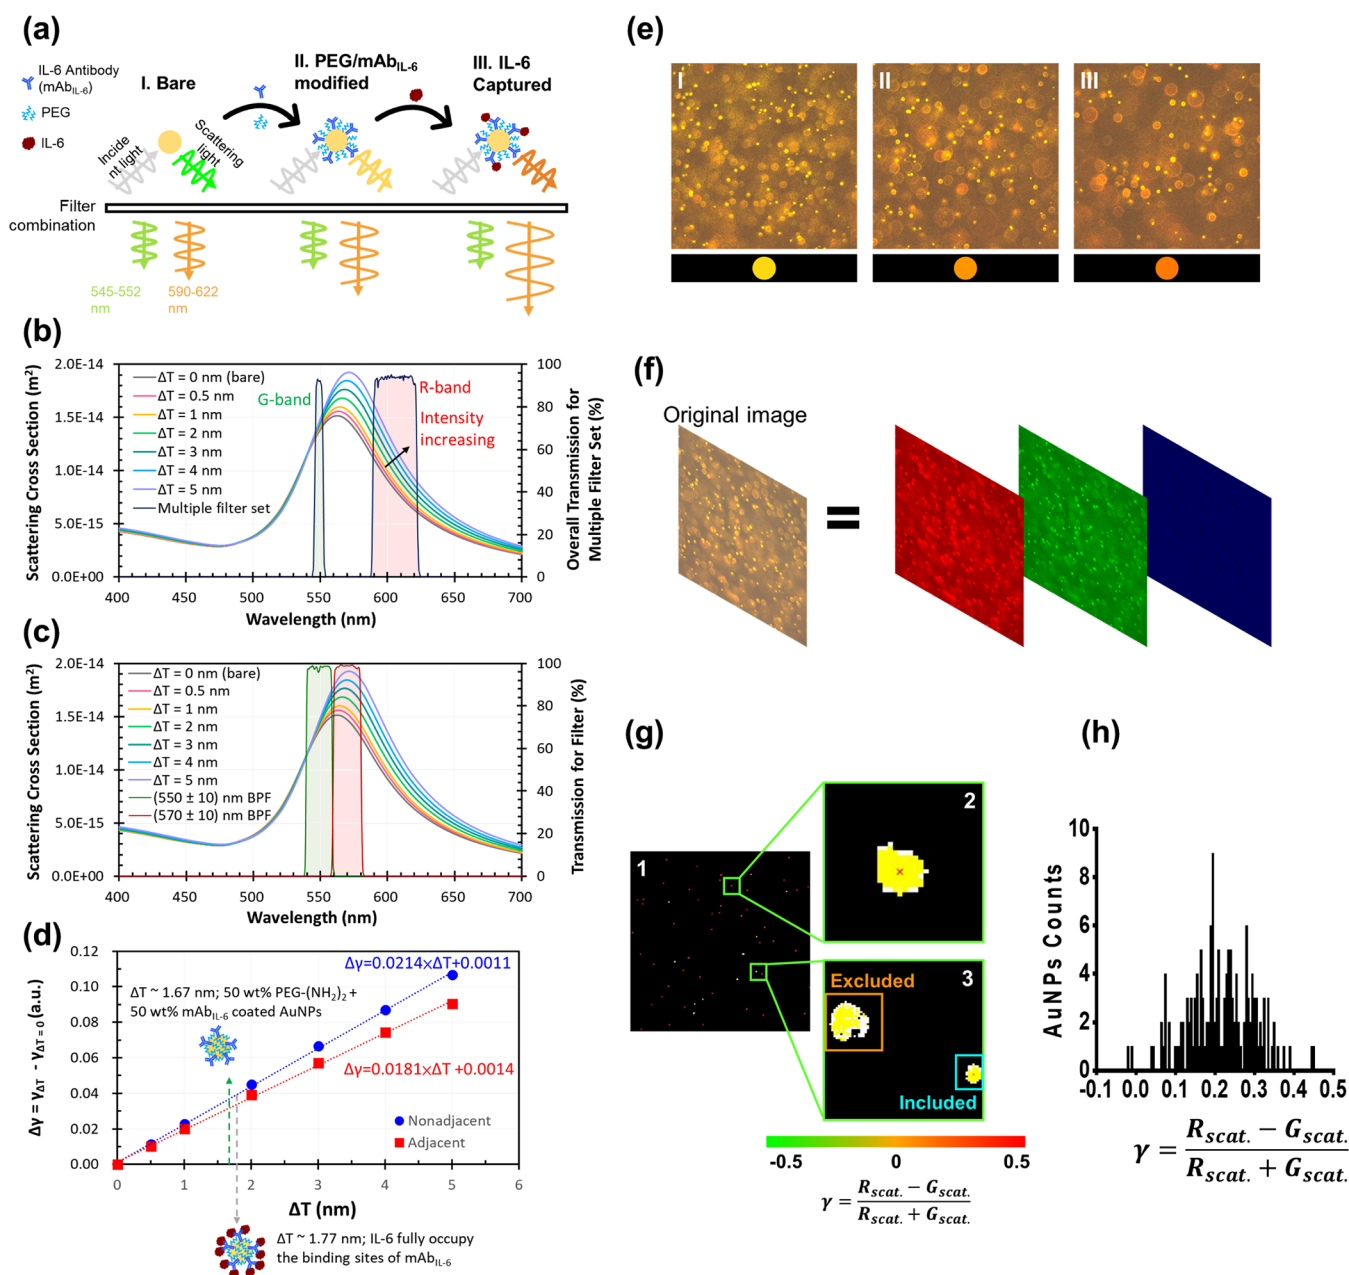 (a)
IL-6 Antibody
(mAbIL-6)
PEG
IL-6
I. Bare
II. PEG/mAbIL-6
modified
III. IL-6
Captured
Incide
nt light
Scattering
light
Filter
combination
545-552
nm
590-622
nm
(b)
Scattering Cross Section (m²)
2.0E-14
1.5E-14
1.0E-14
5.0E-15
0.0E+00
ΔT = 0 nm (bare)
ΔT = 0.5 nm
ΔT = 1 nm
ΔT = 2 nm
ΔT = 3 nm
ΔT = 4 nm
ΔT = 5 nm
Multiple filter set
G-band
R-band
Intensity
increasing
100
80
60
40
20
0
Overall Transmission for
Multiple Filter Set (%)
400 450 500 550 600 650 700
Wavelength (nm)
(c)
Scattering Cross Section (m²)
2.0E-14
1.5E-14
1.0E-14
5.0E-15
0.0E+00
ΔT = 0 nm (bare)
ΔT = 0.5 nm
ΔT = 1 nm
ΔT = 2 nm
ΔT = 3 nm
ΔT = 4 nm
ΔT = 5 nm
(550 ± 10) nm BPF
(570 ± 10) nm BPF
100
80
60
40
20
0
Transmission for Filter (%)
400 450 500 550 600 650 700
Wavelength (nm)
(d)
Δγ = γΔT - γΔT = 0 (a.u.)
0.12
0.10
0.08
0.06
0.04
0.02
0.00
Δγ=0.0214×ΔT+0.0011
ΔT ~ 1.67 nm; 50 wt% PEG-(NH2)2 +
50 wt% mAbIL-6 coated AuNPs
Δγ=0.0181×ΔT +0.0014
Nonadjacent
Adjacent
0 1 2 3 4 5 6
ΔT (nm)
ΔT ~ 1.77 nm; IL-6 fully occupy
the binding sites of mAbIL-6
(e)
I
II
III
(f)
Original image
=
(g)
1
2
3
Excluded
Included
-0.5 0 0.5
γ = (Rscat. − Gscat.) / (Rscat. + Gscat.)
(h)
AuNPs Counts
10
8
6
4
2
0
-0.1 0.0 0.1 0.2 0.3 0.4 0.5
γ = (Rscat. − Gscat.) / (Rscat. + Gscat.)